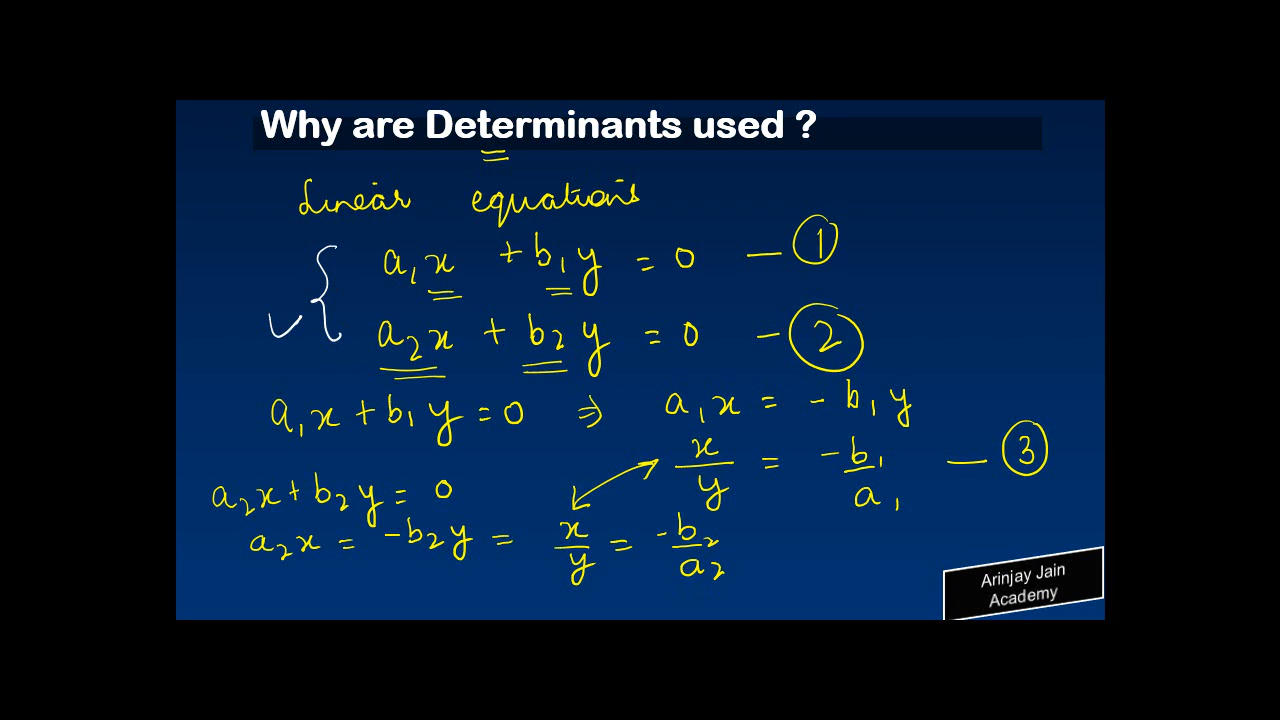 Why are Determinants used ?
Linear equations
a₁x + b₁y = 0 — ①
a₂x + b₂y = 0 - ②
a₁x + b₁y = 0 ⇒ a₁x = - b₁y
x/y = -b₁/a₁ — ③
a₂x + b₂y = 0
a₂x = -b₂y = x/y = -b₂/a₂
Arinjay Jain
Academy